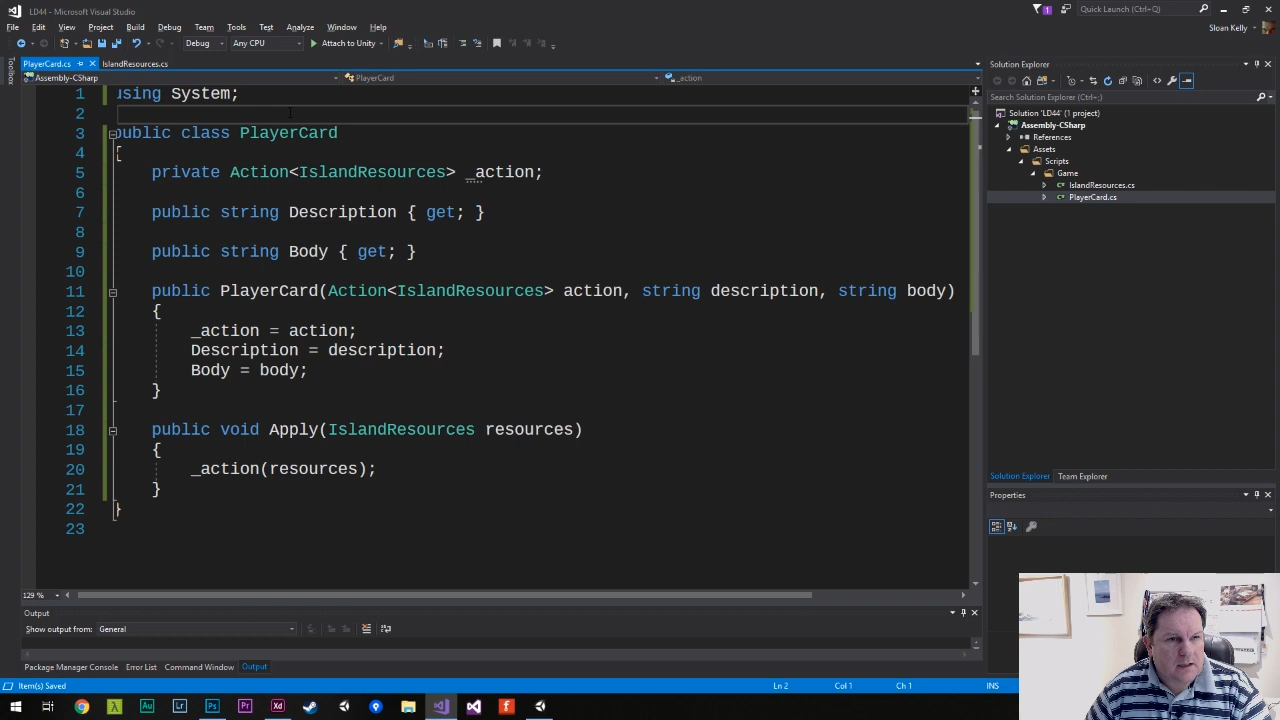 LD44 - Microsoft Visual Studio
1
Quick Launch (Ctrl+Q)
File Edit View Project Build Debug Team Tools Test Analyze Window Help
Sloan Kelly
Debug Any CPU Attach to Unity
Toolbox
PlayerCard.cs IslandResources.cs
Solution Explorer
Assembly-CSharp PlayerCard _action
Search Solution Explorer (Ctrl+;)
Solution 'LD44' (1 project)
Assembly-CSharp
References
Assets
Scripts
Game
IslandResources.cs
PlayerCard.cs
1 using System;
2
3 public class PlayerCard
4 {
5 private Action<IslandResources> _action;
6
7 public string Description { get; }
8
9 public string Body { get; }
10
11 public PlayerCard(Action<IslandResources> action, string description, string body)
12 {
13 _action = action;
14 Description = description;
15 Body = body;
16 }
17
18 public void Apply(IslandResources resources)
19 {
20 _action(resources);
21 }
22 }
23
Solution Explorer Team Explorer
Properties
129 %
Output
Show output from: General
Package Manager Console Error List Command Window Output
Item(s) Saved Ln 2 Col 1 Ch 1 INS
λ Au Lr Ps Pr Xd f